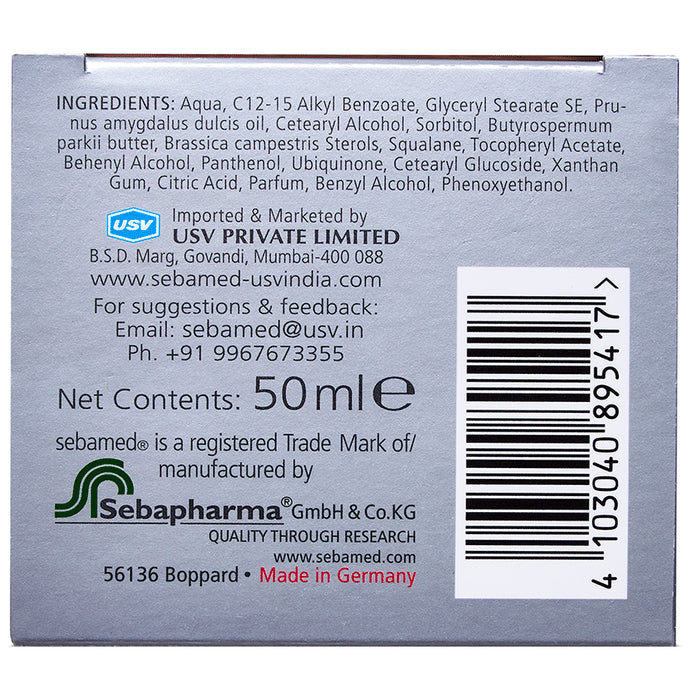 INGREDIENTS: Aqua, C12-15 Alkyl Benzoate, Glyceryl Stearate SE, Pru-
nus amygdalus dulcis oil, Cetearyl Alcohol, Sorbitol, Butyrospermum
parkii butter, Brassica campestris Sterols, Squalane, Tocopheryl Acetate,
Behenyl Alcohol, Panthenol, Ubiquinone, Cetearyl Glucoside, Xanthan
Gum, Citric Acid, Parfum, Benzyl Alcohol, Phenoxyethanol.
USV
Imported & Marketed by
USV PRIVATE LIMITED
B.S.D. Marg, Govandi, Mumbai-400 088
www.sebamed-usvindia.com
For suggestions & feedback:
Email: sebamed@usv.in
Ph. +91 9967673355
Net Contents: 50ml℮
sebamed® is a registered Trade Mark of/
manufactured by
Sebapharma® GmbH & Co.KG
QUALITY THROUGH RESEARCH
www.sebamed.com
56136 Boppard • Made in Germany
4 103040 895417 >